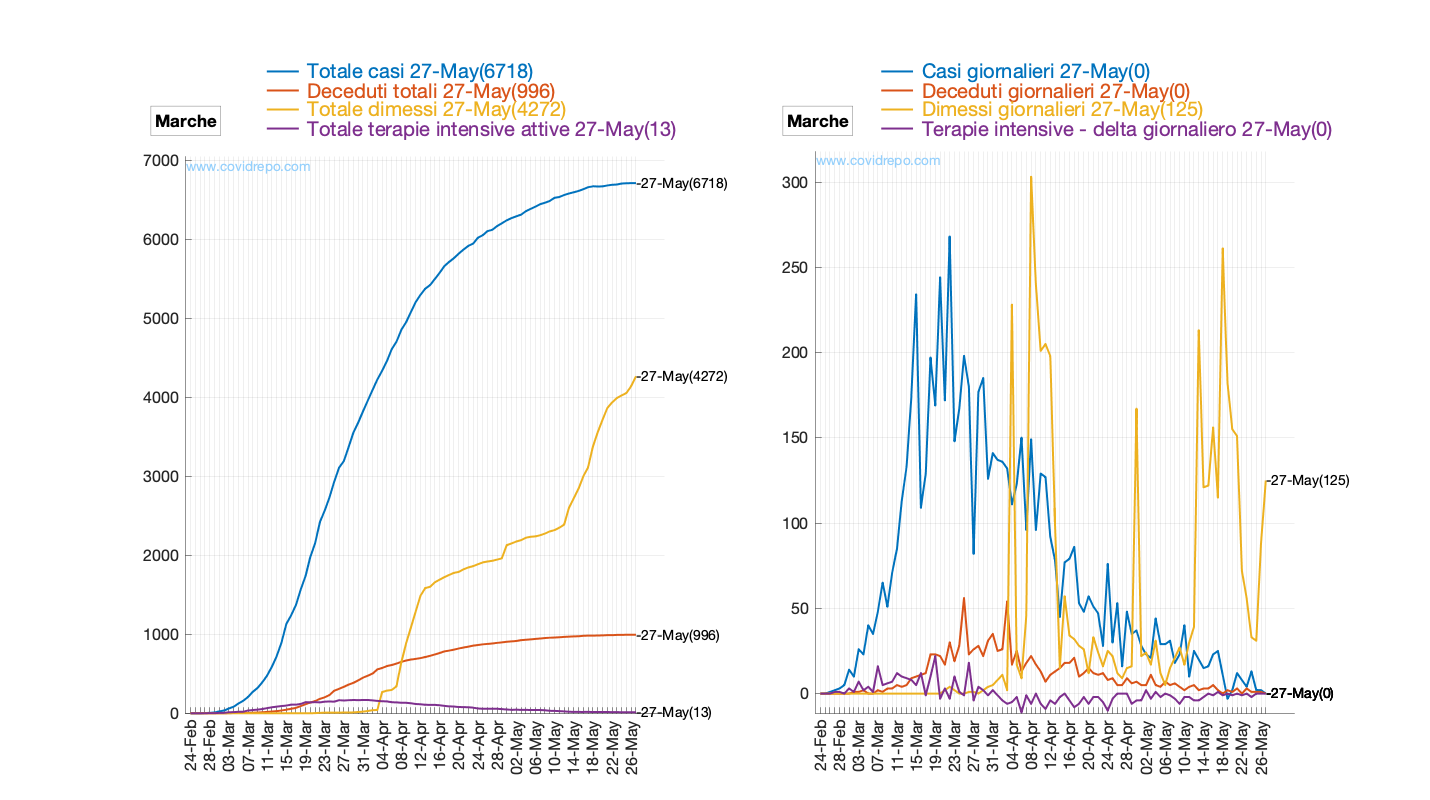 Totale casi 27-May(6718)
Deceduti totali 27-May(996)
Totale dimessi 27-May(4272)
Totale terapie intensive attive 27-May(13)
Marche
www.covidrepo.com
7000
6000
5000
4000
3000
2000
1000
0
-27-May(6718)
-27-May(4272)
-27-May(996)
-27-May(13)
24-Feb
28-Feb
03-Mar
07-Mar
11-Mar
15-Mar
19-Mar
23-Mar
27-Mar
31-Mar
04-Apr
08-Apr
12-Apr
16-Apr
20-Apr
24-Apr
28-Apr
02-May
06-May
10-May
14-May
18-May
22-May
26-May
Casi giornalieri 27-May(0)
Deceduti giornalieri 27-May(0)
Dimessi giornalieri 27-May(125)
Terapie intensive - delta giornaliero 27-May(0)
Marche
www.covidrepo.com
300
250
200
150
100
50
0
-27-May(125)
-27-May(0)
24-Feb
28-Feb
03-Mar
07-Mar
11-Mar
15-Mar
19-Mar
23-Mar
27-Mar
31-Mar
04-Apr
08-Apr
12-Apr
16-Apr
20-Apr
24-Apr
28-Apr
02-May
06-May
10-May
14-May
18-May
22-May
26-May